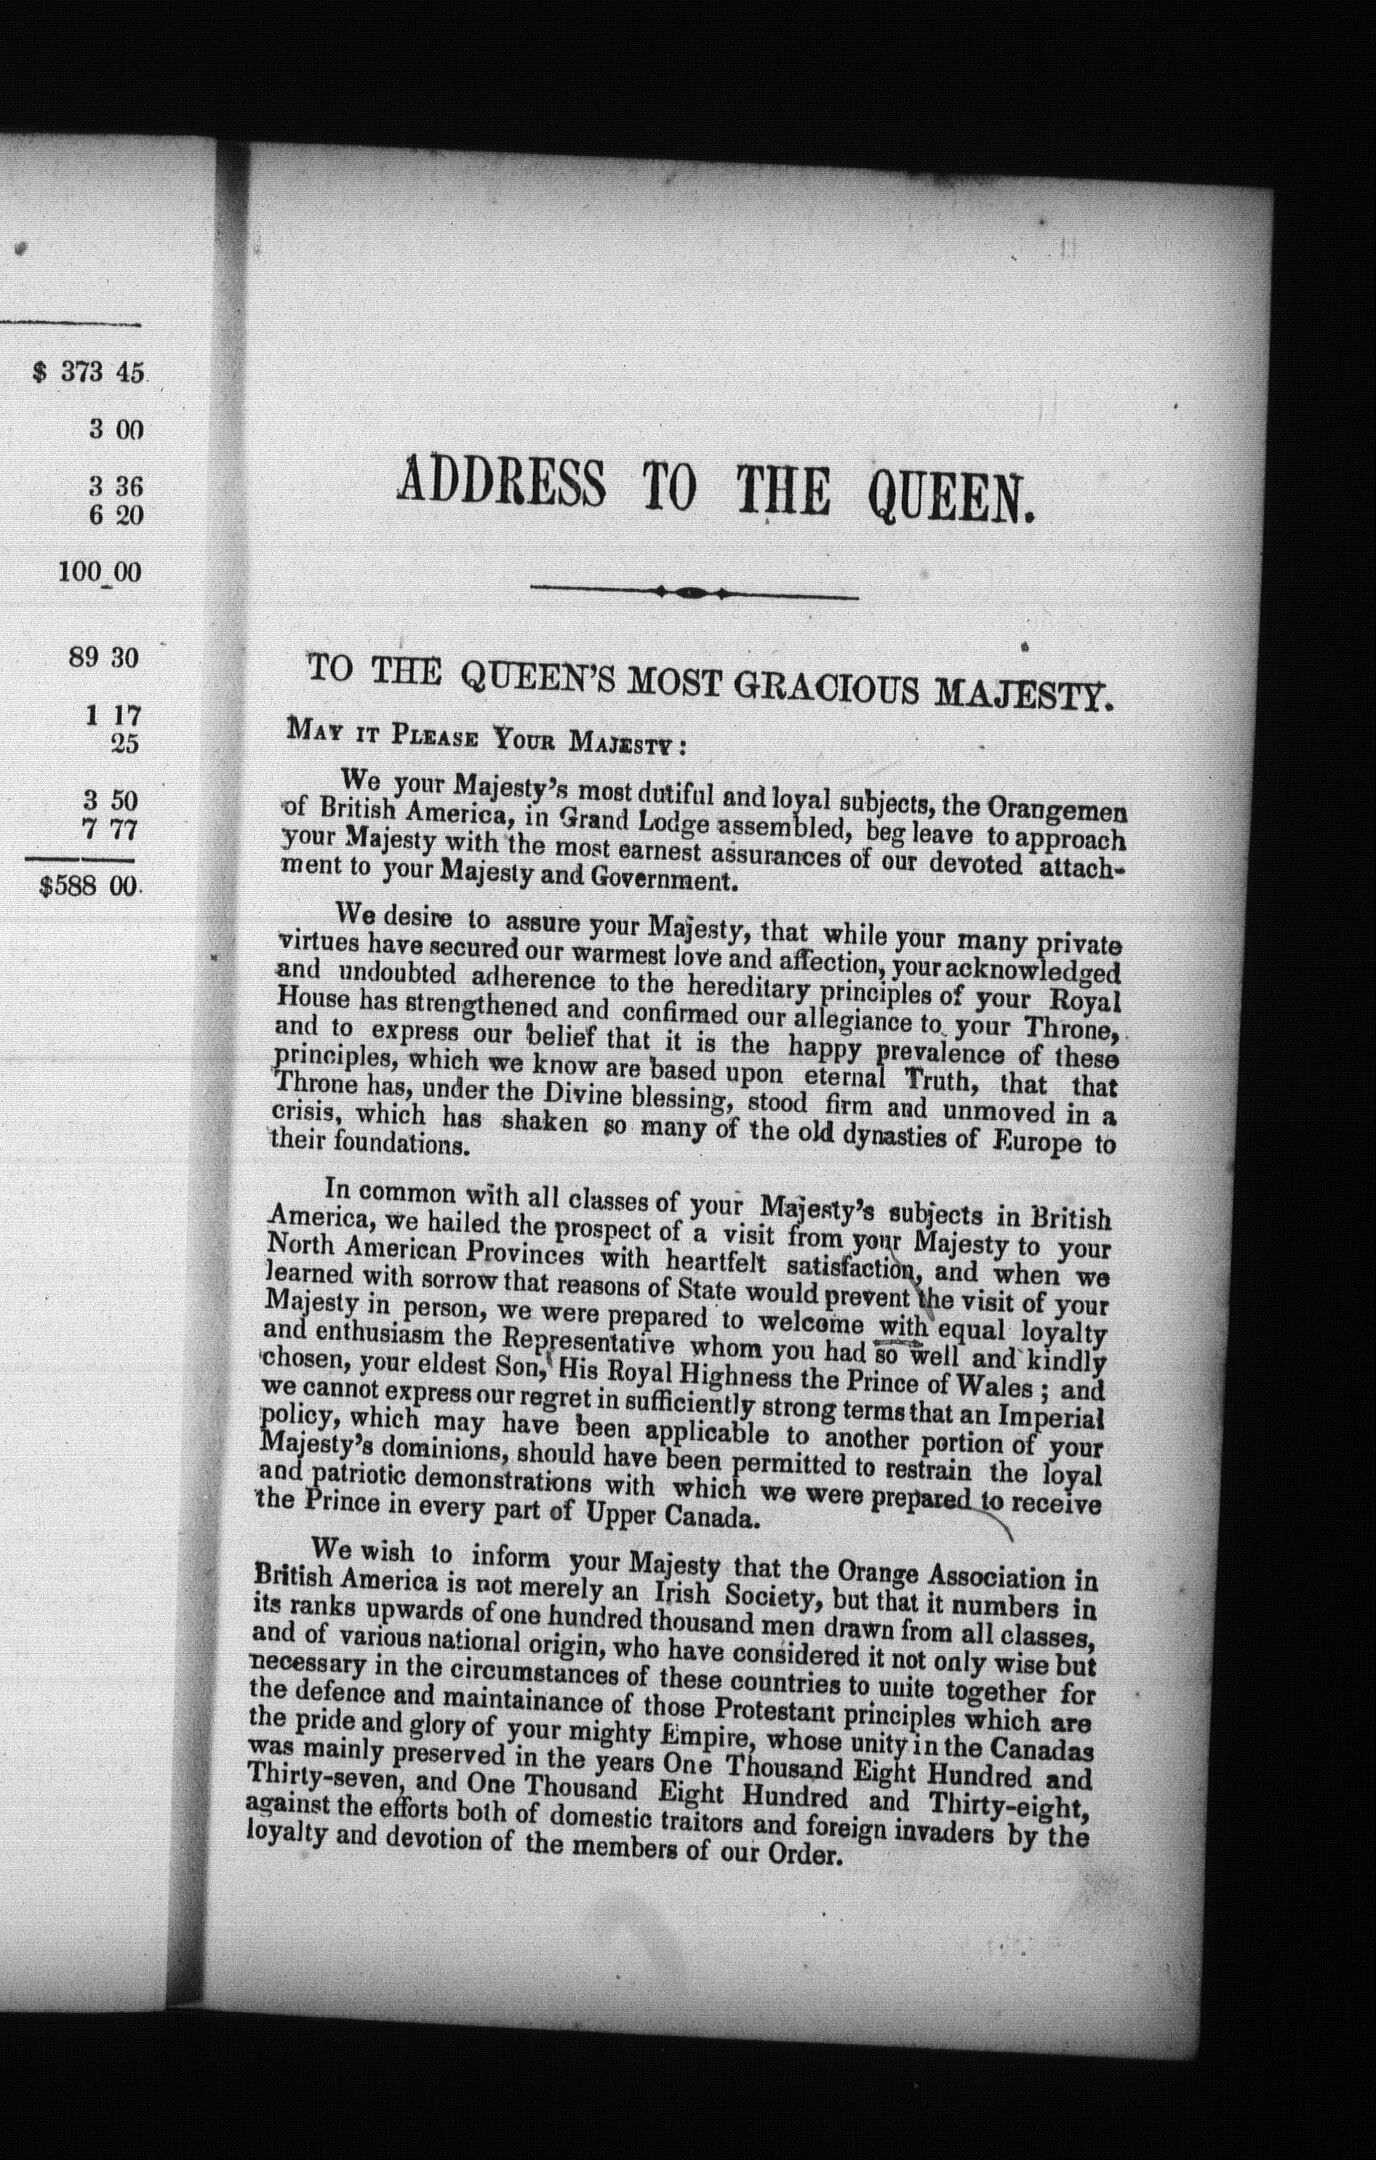 $ 373 45
3 00
3 36
6 20
100 00
89 30
1 17
25
3 50
7 77
$588 00
ADDRESS TO THE QUEEN.
TO THE QUEEN'S MOST GRACIOUS MAJESTY.
MAY IT PLEASE YOUR MAJESTY:
We your Majesty's most dutiful and loyal subjects, the Orangemen
of British America, in Grand Lodge assembled, beg leave to approach
your Majesty with the most earnest assurances of our devoted attach-
ment to your Majesty and Government.
We desire to assure your Majesty, that while your many private
virtues have secured our warmest love and affection, your acknowledged
and undoubted adherence to the hereditary principles of your Royal
House has strengthened and confirmed our allegiance to your Throne,
and to express our belief that it is the happy prevalence of these
principles, which we know are based upon eternal Truth, that that
Throne has, under the Divine blessing, stood firm and unmoved in a
crisis, which has shaken so many of the old dynasties of Europe to
their foundations.
In common with all classes of your Majesty's subjects in British
America, we hailed the prospect of a visit from your Majesty to your
North American Provinces with heartfelt satisfaction, and when we
learned with sorrow that reasons of State would prevent the visit of your
Majesty in person, we were prepared to welcome with equal loyalty
and enthusiasm the Representative whom you had so well and kindly
chosen, your eldest Son, His Royal Highness the Prince of Wales; and
we cannot express our regret in sufficiently strong terms that an Imperial
policy, which may have been applicable to another portion of your
Majesty's dominions, should have been permitted to restrain the loyal
and patriotic demonstrations with which we were prepared to receive
the Prince in every part of Upper Canada.
We wish to inform your Majesty that the Orange Association in
British America is not merely an Irish Society, but that it numbers in
its ranks upwards of one hundred thousand men drawn from all classes,
and of various national origin, who have considered it not only wise but
necessary in the circumstances of these countries to unite together for
the defence and maintainance of those Protestant principles which are
the pride and glory of your mighty Empire, whose unity in the Canadas
was mainly preserved in the years One Thousand Eight Hundred and
Thirty-seven, and One Thousand Eight Hundred and Thirty-eight,
against the efforts both of domestic traitors and foreign invaders by the
loyalty and devotion of the members of our Order.